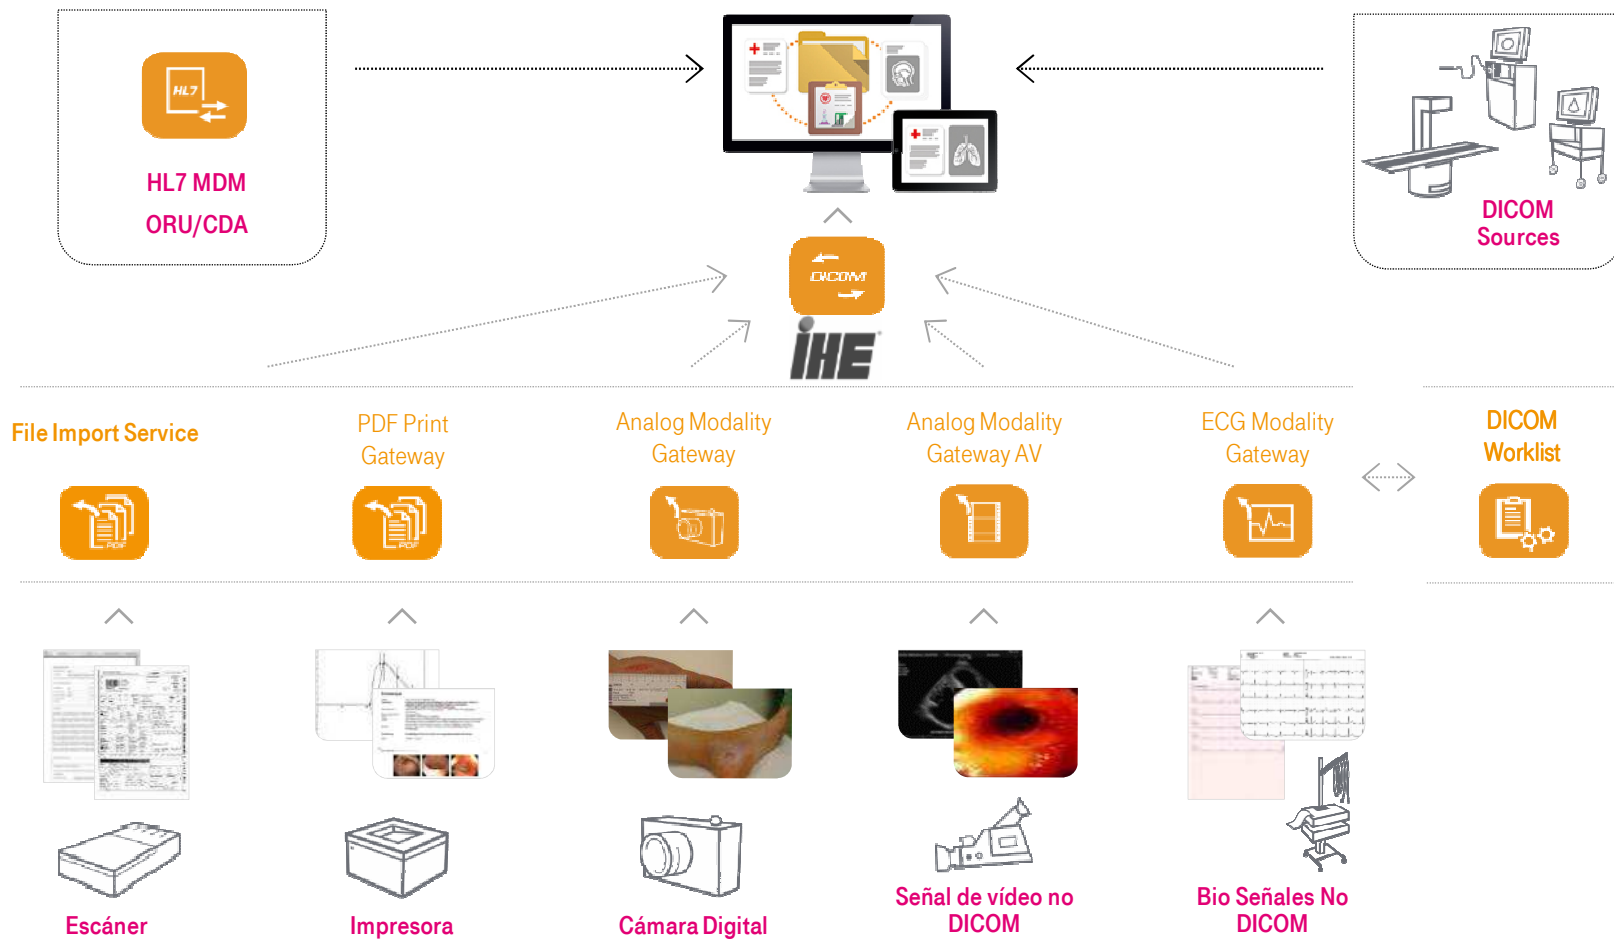 HL7
HL7 MDM
ORU/CDA
DICOM
Sources
DICOM
iHE
File Import Service
PDF Print
Gateway
Analog Modality
Gateway
Analog Modality
Gateway AV
ECG Modality
Gateway
DICOM
Worklist
PDF
PDF
Escáner
Impresora
Cámara Digital
Señal de vídeo no
DICOM
Bio Señales No
DICOM